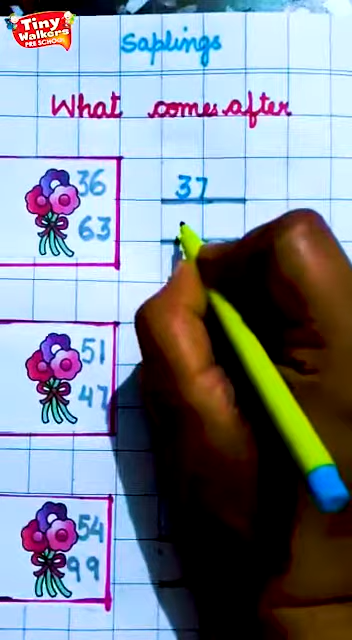 Tiny
Walkers
PRE SCHOOL
Saplings
What comes after
36 37
63
51
47
54
99